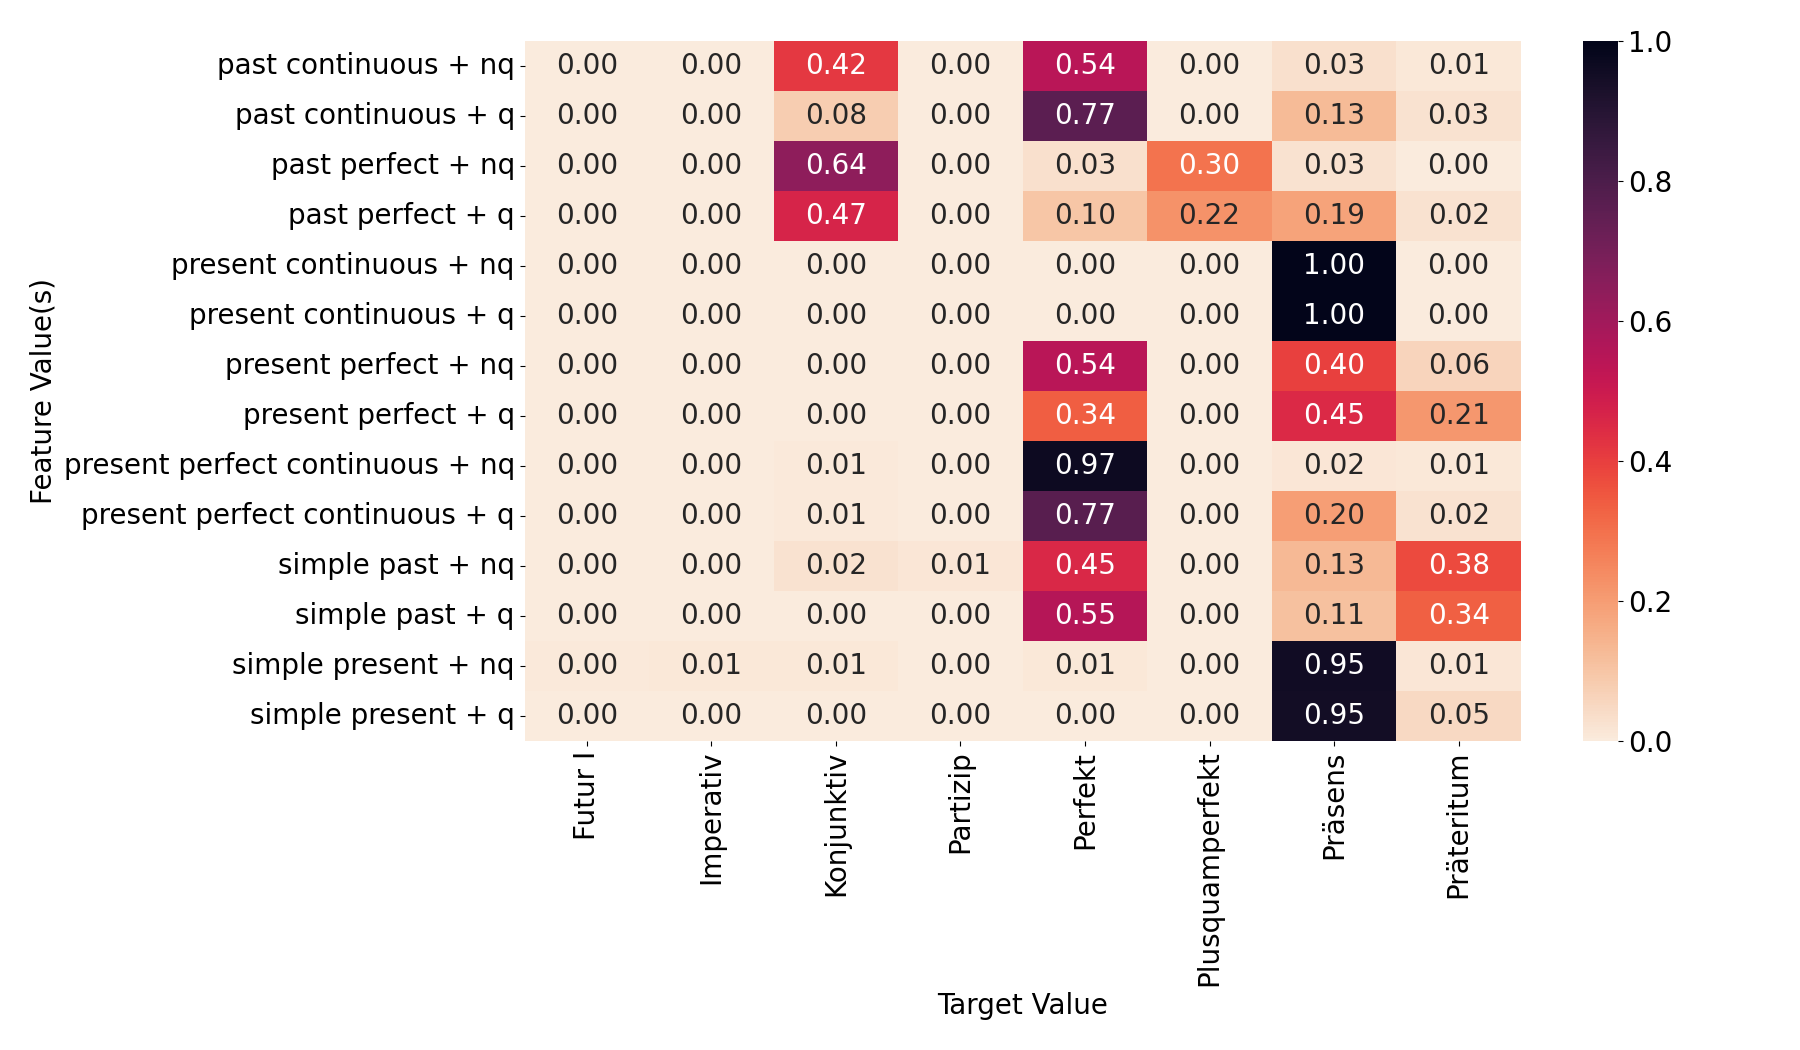 past continuous + nq 0.00 0.00 0.42 0.00 0.54 0.00 0.03 0.01
past continuous + q 0.00 0.00 0.08 0.00 0.77 0.00 0.13 0.03
past perfect + nq 0.00 0.00 0.64 0.00 0.03 0.30 0.03 0.00
past perfect + q 0.00 0.00 0.47 0.00 0.10 0.22 0.19 0.02
present continuous + nq 0.00 0.00 0.00 0.00 0.00 0.00 1.00 0.00
present continuous + q 0.00 0.00 0.00 0.00 0.00 0.00 1.00 0.00
present perfect + nq 0.00 0.00 0.00 0.00 0.54 0.00 0.40 0.06
present perfect + q 0.00 0.00 0.00 0.00 0.34 0.00 0.45 0.21
present perfect continuous + nq 0.00 0.00 0.01 0.00 0.97 0.00 0.02 0.01
present perfect continuous + q 0.00 0.00 0.01 0.00 0.77 0.00 0.20 0.02
simple past + nq 0.00 0.00 0.02 0.01 0.45 0.00 0.13 0.38
simple past + q 0.00 0.00 0.00 0.00 0.55 0.00 0.11 0.34
simple present + nq 0.00 0.01 0.01 0.00 0.01 0.00 0.95 0.01
simple present + q 0.00 0.00 0.00 0.00 0.00 0.00 0.95 0.05
Feature Value(s)
Futur I
Imperativ
Konjunktiv
Partizip
Perfekt
Plusquamperfekt
Präsens
Präteritum
Target Value
1.0
0.8
0.6
0.4
0.2
0.0